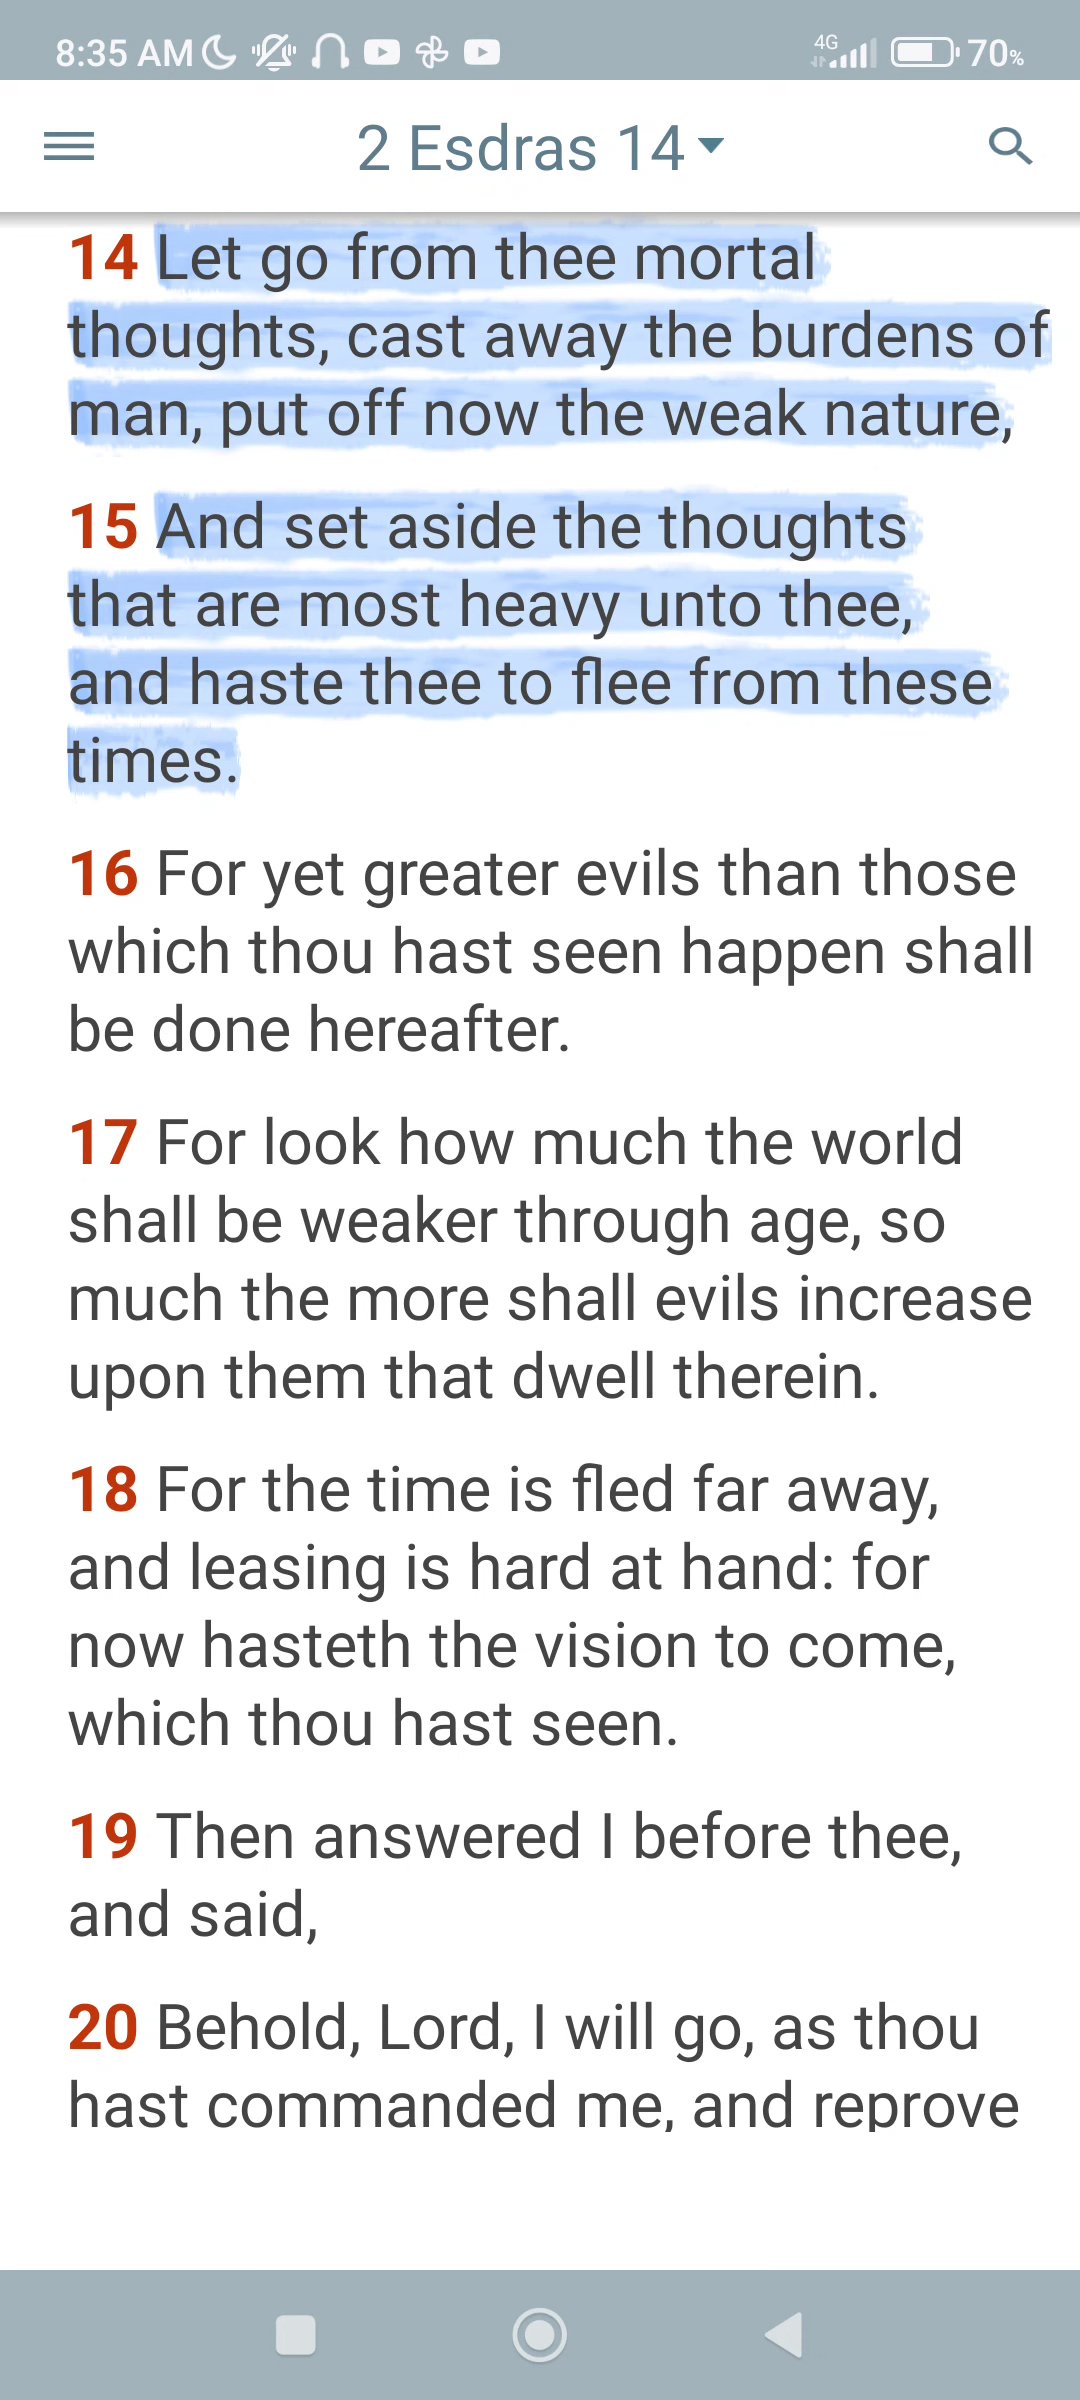 8:35 AM
4G
70%
2 Esdras 14
14 Let go from thee mortal
thoughts, cast away the burdens of
man, put off now the weak nature,
15 And set aside the thoughts
that are most heavy unto thee,
and haste thee to flee from these
times.
16 For yet greater evils than those
which thou hast seen happen shall
be done hereafter.
17 For look how much the world
shall be weaker through age, so
much the more shall evils increase
upon them that dwell therein.
18 For the time is fled far away,
and leasing is hard at hand: for
now hasteth the vision to come,
which thou hast seen.
19 Then answered I before thee,
and said,
20 Behold, Lord, I will go, as thou
hast commanded me, and reprove